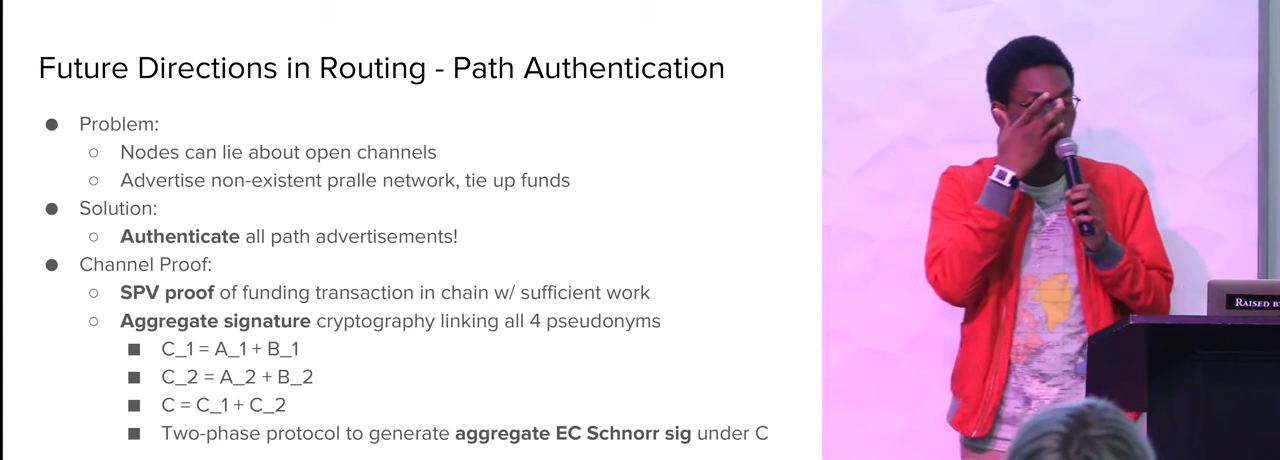 Future Directions in Routing - Path Authentication
● Problem:
○ Nodes can lie about open channels
○ Advertise non-existent pralle network, tie up funds
● Solution:
○ Authenticate all path advertisements!
● Channel Proof:
○ SPV proof of funding transaction in chain w/ sufficient work
○ Aggregate signature cryptography linking all 4 pseudonyms
■ C_1 = A_1 + B_1
■ C_2 = A_2 + B_2
■ C = C_1 + C_2
■ Two-phase protocol to generate aggregate EC Schnorr sig under C
RAISED B